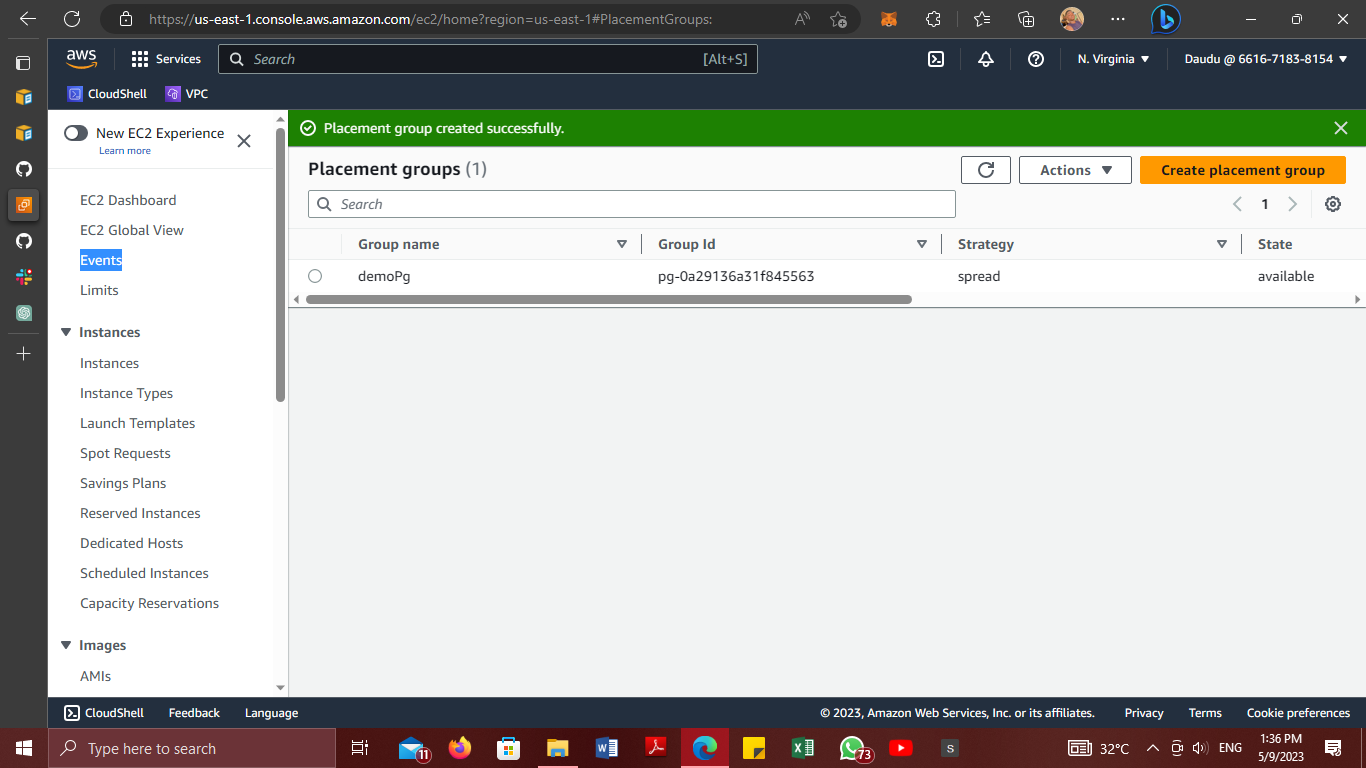 https://us-east-1.console.aws.amazon.com/ec2/home?region=us-east-1#PlacementGroups:
aws
Services
Search
[Alt+S]
N. Virginia
Daudu @ 6616-7183-8154
CloudShell
VPC
New EC2 Experience
Learn more
EC2 Dashboard
EC2 Global View
Events
Limits
Instances
Instances
Instance Types
Launch Templates
Spot Requests
Savings Plans
Reserved Instances
Dedicated Hosts
Scheduled Instances
Capacity Reservations
Images
AMIs
Placement group created successfully.
Placement groups (1)
Actions
Create placement group
Search
1
Group name
Group Id
Strategy
State
demoPg
pg-0a29136a31f845563
spread
available
CloudShell
Feedback
Language
© 2023, Amazon Web Services, Inc. or its affiliates.
Privacy
Terms
Cookie preferences
Type here to search
11
73
S
32°C
ENG
1:36 PM
5/9/2023